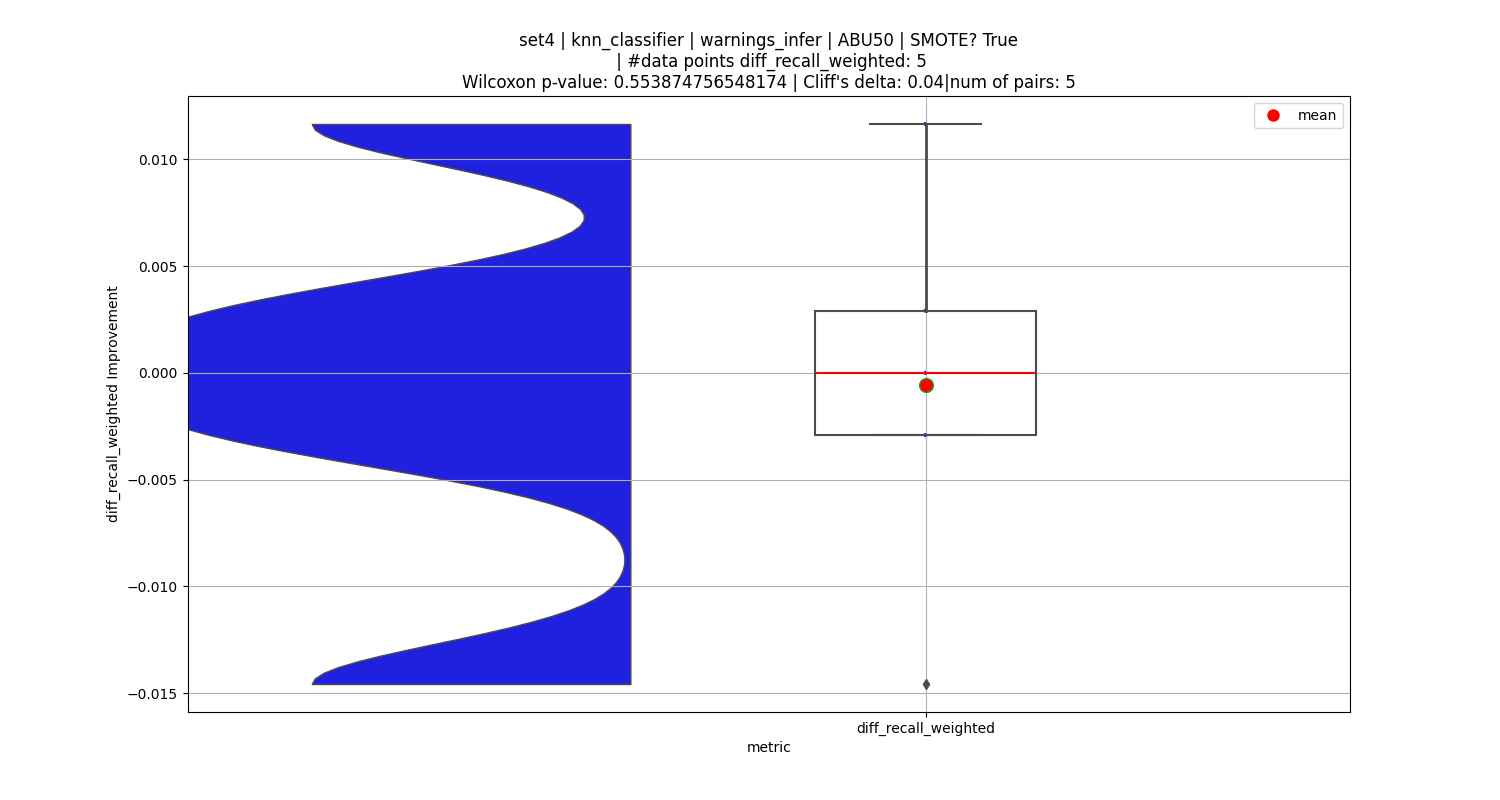 set4 | knn_classifier | warnings_infer | ABU50 | SMOTE? True
| #data points diff_recall_weighted: 5
Wilcoxon p-value: 0.553874756548174 | Cliff's delta: 0.04|num of pairs: 5
mean
0.010
0.005
0.000
−0.005
−0.010
−0.015
diff_recall_weighted Improvement
diff_recall_weighted
metric